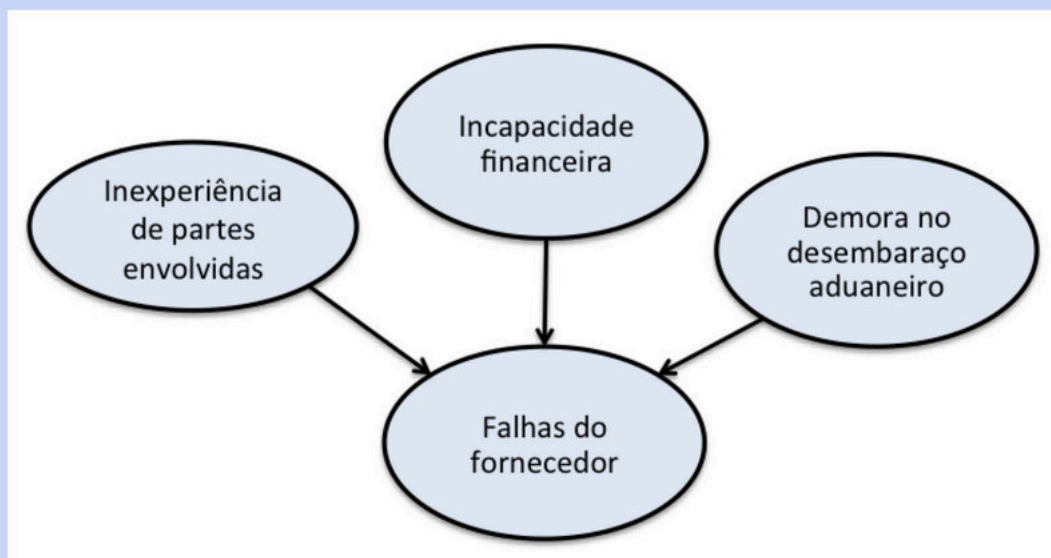 Incapacidade
financeira
Inexperiência
de partes
envolvidas
Demora no
desembaraço
aduaneiro
Falhas do
fornecedor